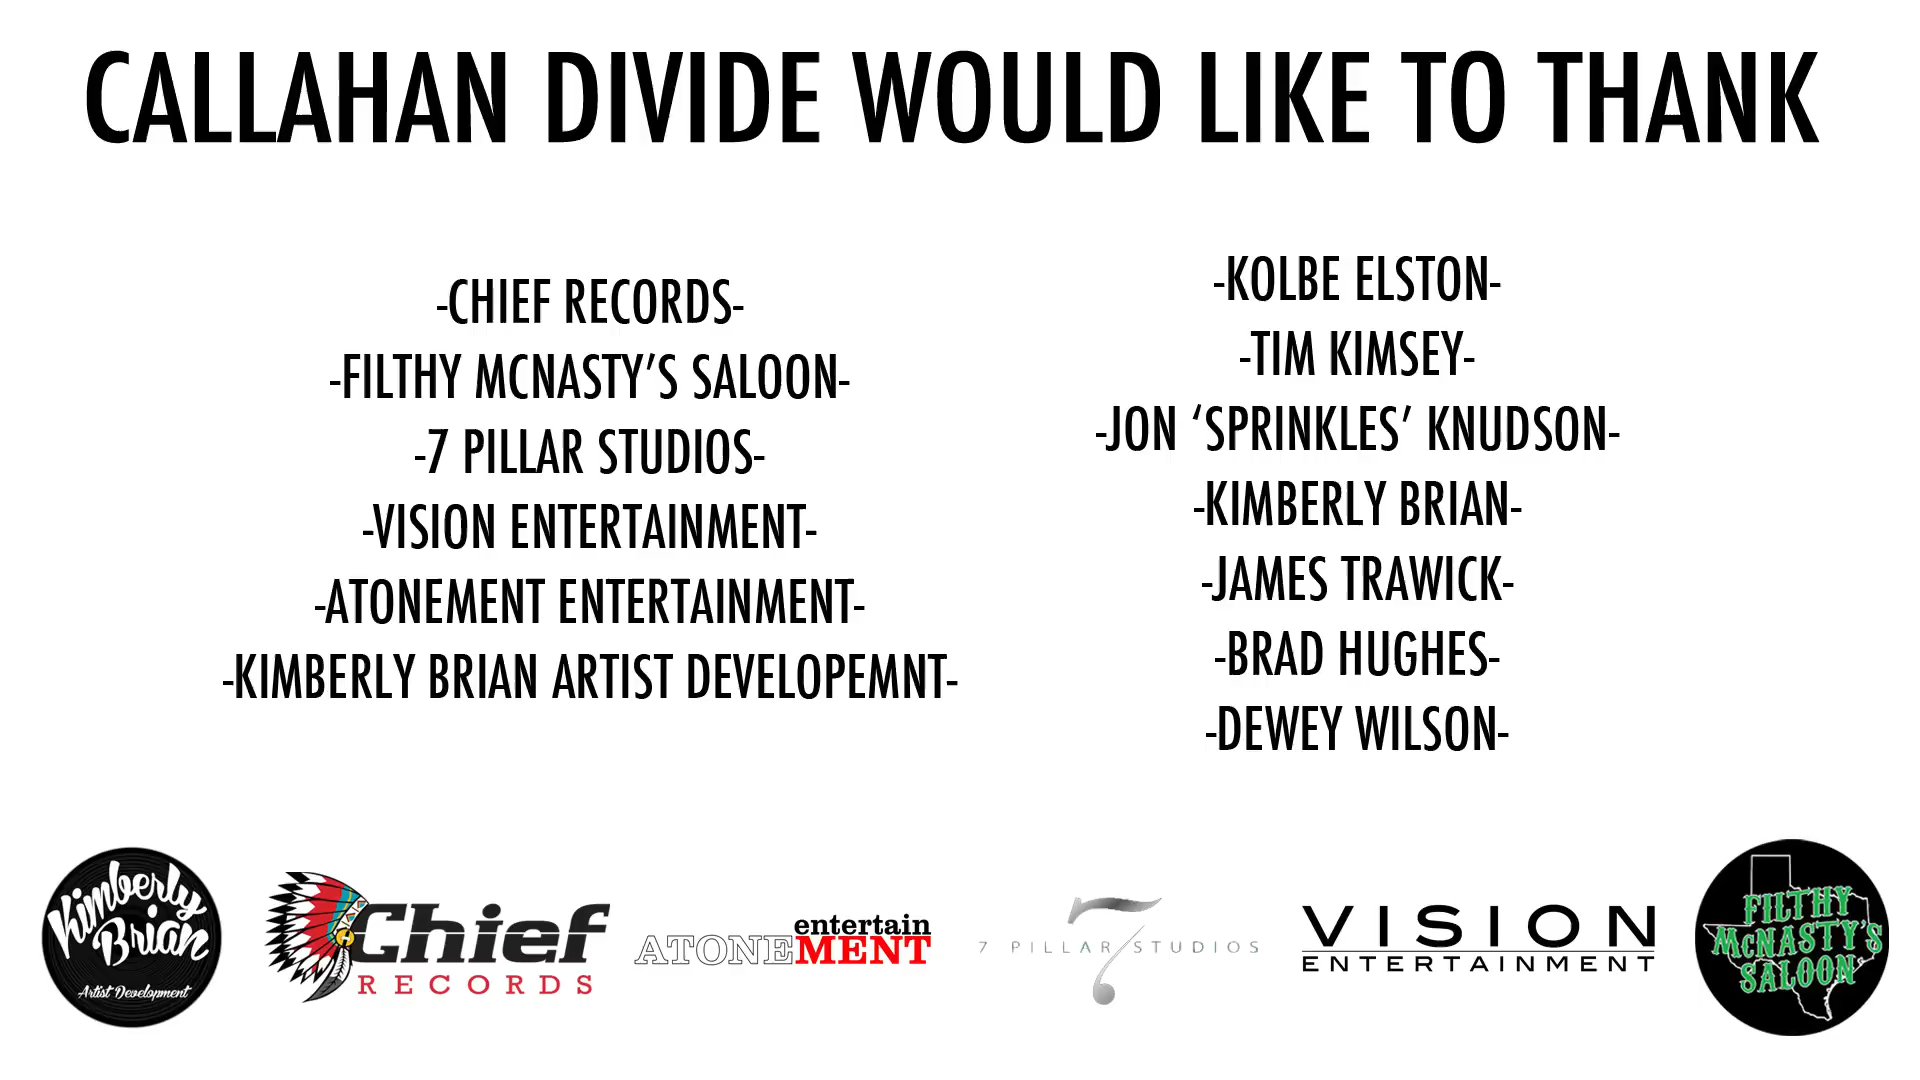 CALLAHAN DIVIDE WOULD LIKE TO THANK
-CHIEF RECORDS-
-FILTHY MCNASTY’S SALOON-
-7 PILLAR STUDIOS-
-VISION ENTERTAINMENT-
-ATONEMENT ENTERTAINMENT-
-KIMBERLY BRIAN ARTIST DEVELOPEMNT-
-KOLBE ELSTON-
-TIM KIMSEY-
-JON ‘SPRINKLES’ KNUDSON-
-KIMBERLY BRIAN-
-JAMES TRAWICK-
-BRAD HUGHES-
-DEWEY WILSON-
Kimberly
Brian
Artist Development
Chief
RECORDS
entertain
ATONEMENT
7
7 PILLAR STUDIOS
VISION
ENTERTAINMENT
FILTHY
McNASTY'S
SALOON